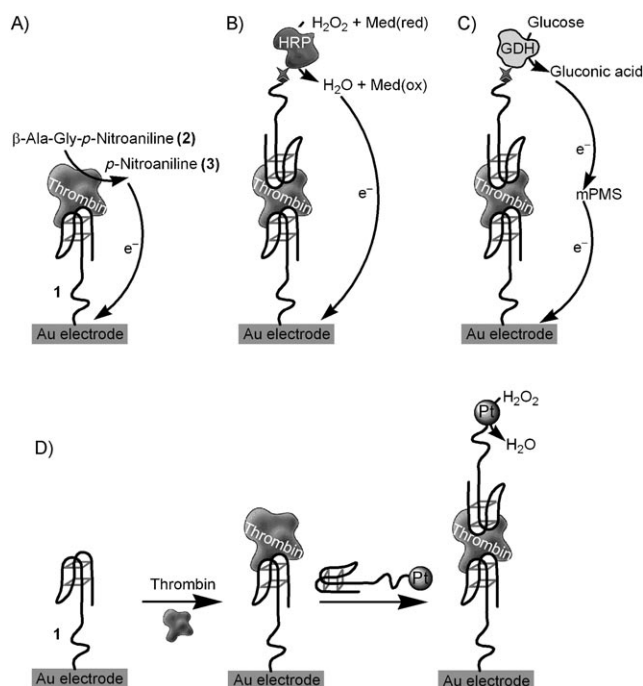 A)
β-Ala-Gly-p-Nitroaniline (2)
p-Nitroaniline (3)
Thrombin
e⁻
1
Au electrode
B)
H₂O₂ + Med(red)
HRP
H₂O + Med(ox)
Thrombin
e⁻
Au electrode
C)
Glucose
GDH
Gluconic acid
e⁻
mPMS
Thrombin
e⁻
Au electrode
D)
1
Au electrode
Thrombin
Thrombin
Au electrode
Pt
Pt
H₂O₂
H₂O
Thrombin
Au electrode